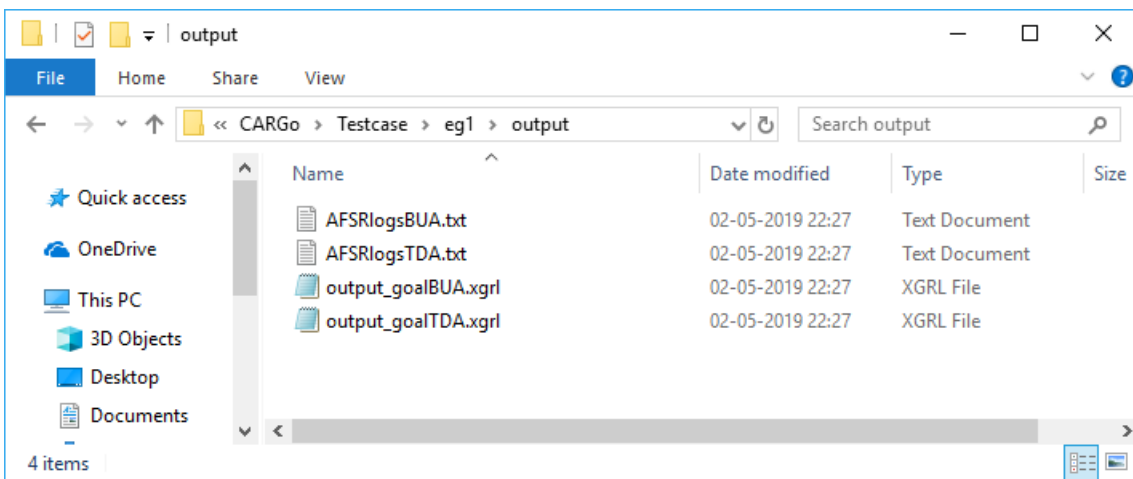 output
File Home Share View
« CARGo > Testcase > eg1 > output Search output
Name Date modified Type Size
Quick access
OneDrive
This PC
3D Objects
Desktop
Documents
AFSRlogsBUA.txt 02-05-2019 22:27 Text Document
AFSRlogsTDA.txt 02-05-2019 22:27 Text Document
output_goalBUA.xgrl 02-05-2019 22:27 XGRL File
output_goalTDA.xgrl 02-05-2019 22:27 XGRL File
4 items